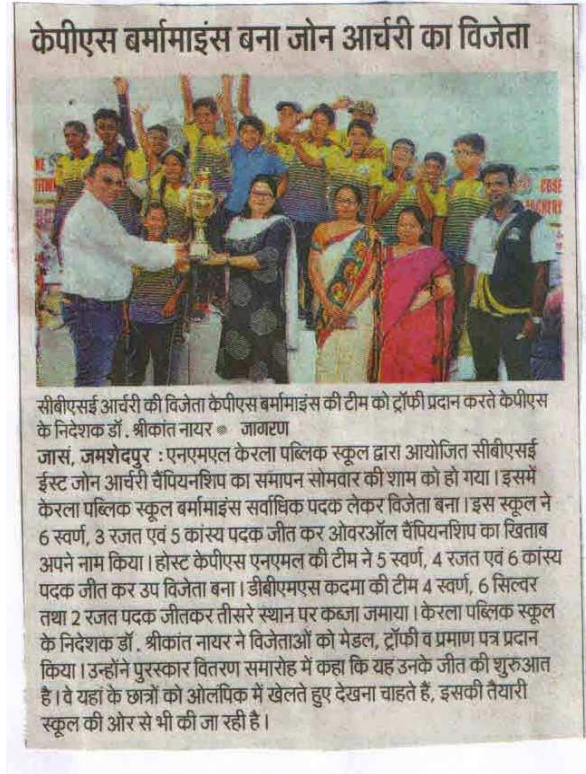 केपीएस बर्मामाइंस बना जोन आर्चरी का विजेता
CBSE
ARCHERY
सीबीएसई आर्चरी की विजेता केपीएस बर्मामाइंस की टीम को ट्रॉफी प्रदान करते केपीएस
के निदेशक डॉ. श्रीकांत नायर ● जागरण
जासं, जमशेदपुर : एनएमएल केरला पब्लिक स्कूल द्वारा आयोजित सीबीएसई
ईस्ट जोन आर्चरी चैंपियनशिप का समापन सोमवार की शाम को हो गया। इसमें
केरला पब्लिक स्कूल बर्मामाइंस सर्वाधिक पदक लेकर विजेता बना। इस स्कूल ने
6 स्वर्ण, 3 रजत एवं 5 कांस्य पदक जीत कर ओवरऑल चैंपियनशिप का खिताब
अपने नाम किया। होस्ट केपीएस एनएमल की टीम ने 5 स्वर्ण, 4 रजत एवं 6 कांस्य
पदक जीत कर उप विजेता बना। डीबीएमएस कदमा की टीम 4 स्वर्ण, 6 सिल्वर
तथा 2 रजत पदक जीतकर तीसरे स्थान पर कब्जा जमाया। केरला पब्लिक स्कूल
के निदेशक डॉ. श्रीकांत नायर ने विजेताओं को मेडल, ट्रॉफी व प्रमाण पत्र प्रदान
किया। उन्होंने पुरस्कार वितरण समारोह में कहा कि यह उनके जीत की शुरुआत
है। वे यहां के छात्रों को ओलंपिक में खेलते हुए देखना चाहते हैं, इसकी तैयारी
स्कूल की ओर से भी की जा रही है।